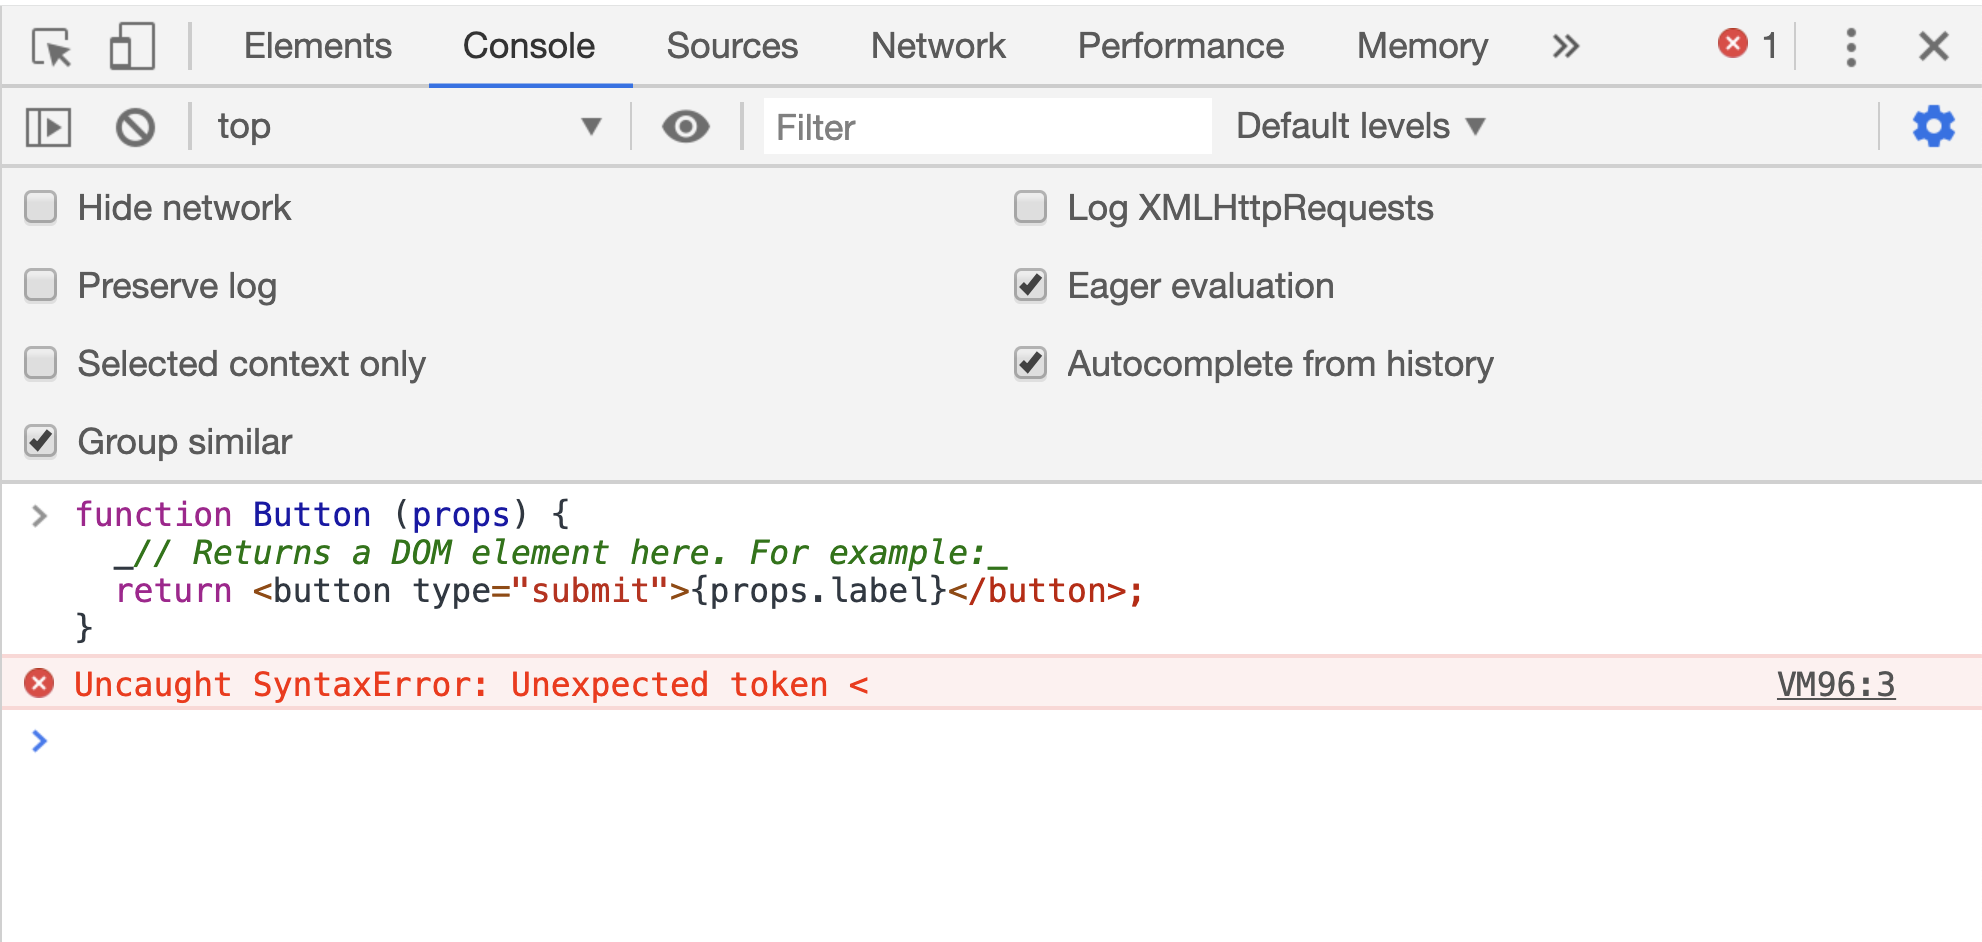 Elements Console Sources Network Performance Memory » 1
top Filter Default levels
Hide network Log XMLHttpRequests
Preserve log Eager evaluation
Selected context only Autocomplete from history
Group similar
function Button (props) {
_// Returns a DOM element here. For example:_
return <button type="submit">{props.label}</button>;
}
Uncaught SyntaxError: Unexpected token < VM96:3